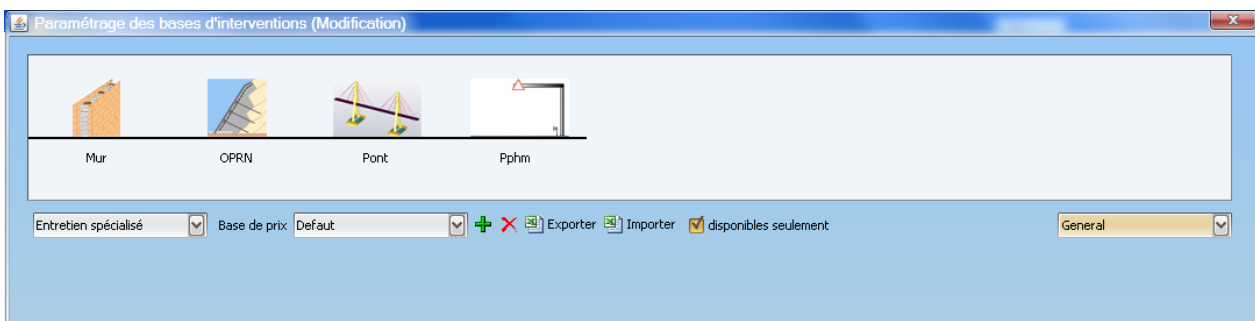 Paramétrage des bases d'interventions (Modification)
Mur OPRN Pont Pphm
Entretien spécialisé Base de prix Defaut Exporter Importer disponibles seulement General